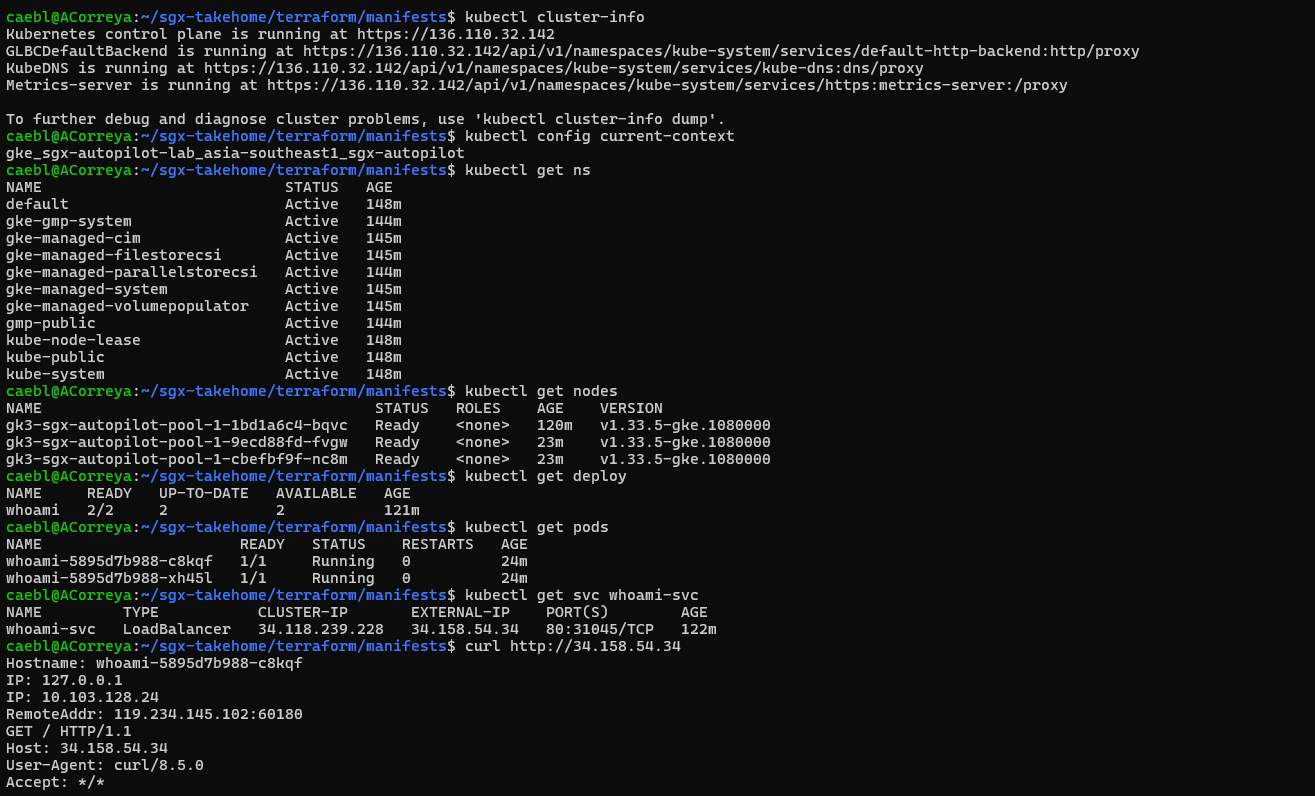 caebl@ACorreya:~/sgx-takehome/terraform/manifests$ kubectl cluster-info
Kubernetes control plane is running at https://136.110.32.142
GLBCDefaultBackend is running at https://136.110.32.142/api/v1/namespaces/kube-system/services/default-http-backend:http/proxy
KubeDNS is running at https://136.110.32.142/api/v1/namespaces/kube-system/services/kube-dns:dns/proxy
Metrics-server is running at https://136.110.32.142/api/v1/namespaces/kube-system/services/https:metrics-server:/proxy

To further debug and diagnose cluster problems, use 'kubectl cluster-info dump'.
caebl@ACorreya:~/sgx-takehome/terraform/manifests$ kubectl config current-context
gke_sgx-autopilot-lab_asia-southeast1_sgx-autopilot
caebl@ACorreya:~/sgx-takehome/terraform/manifests$ kubectl get ns
NAME                           STATUS   AGE
default                        Active   148m
gke-gmp-system                 Active   144m
gke-managed-cim                Active   145m
gke-managed-filestorecsi       Active   145m
gke-managed-parallelstorecsi   Active   144m
gke-managed-system             Active   145m
gke-managed-volumepopulator    Active   145m
gmp-public                     Active   144m
kube-node-lease                Active   148m
kube-public                    Active   148m
kube-system                    Active   148m
caebl@ACorreya:~/sgx-takehome/terraform/manifests$ kubectl get nodes
NAME                                     STATUS   ROLES    AGE    VERSION
gk3-sgx-autopilot-pool-1-1bd1a6c4-bqvc   Ready    <none>   120m   v1.33.5-gke.1080000
gk3-sgx-autopilot-pool-1-9ecd88fd-fvgw   Ready    <none>   23m    v1.33.5-gke.1080000
gk3-sgx-autopilot-pool-1-cbefbf9f-nc8m   Ready    <none>   23m    v1.33.5-gke.1080000
caebl@ACorreya:~/sgx-takehome/terraform/manifests$ kubectl get deploy
NAME     READY   UP-TO-DATE   AVAILABLE   AGE
whoami   2/2     2            2           121m
caebl@ACorreya:~/sgx-takehome/terraform/manifests$ kubectl get pods
NAME                      READY   STATUS    RESTARTS   AGE
whoami-5895d7b988-c8kqf   1/1     Running   0          24m
whoami-5895d7b988-xh45l   1/1     Running   0          24m
caebl@ACorreya:~/sgx-takehome/terraform/manifests$ kubectl get svc whoami-svc
NAME         TYPE           CLUSTER-IP       EXTERNAL-IP    PORT(S)        AGE
whoami-svc   LoadBalancer   34.118.239.228   34.158.54.34   80:31045/TCP   122m
caebl@ACorreya:~/sgx-takehome/terraform/manifests$ curl http://34.158.54.34
Hostname: whoami-5895d7b988-c8kqf
IP: 127.0.0.1
IP: 10.103.128.24
RemoteAddr: 119.234.145.102:60180
GET / HTTP/1.1
Host: 34.158.54.34
User-Agent: curl/8.5.0
Accept: */*